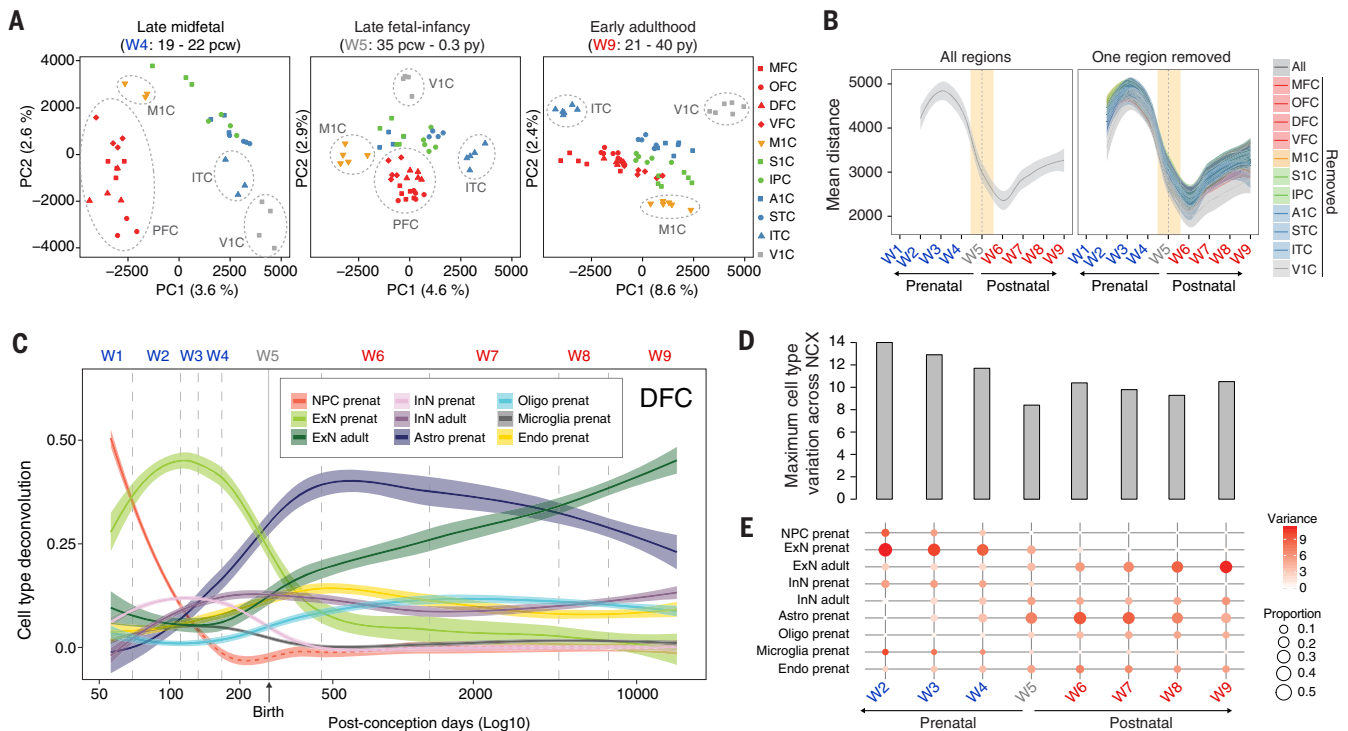 A
Late midfetal
(W4: 19 - 22 pcw)
Late fetal-infancy
(W5: 35 pcw - 0.3 py)
Early adulthood
(W9: 21 - 40 py)
4000
2000
0
−2000
−4000
PC2 (2.6 %)
M1C
ITC
PFC
V1C
−2500
0
2500
5000
PC1 (3.6 %)
PC2 (2.9%)
V1C
M1C
ITC
PFC
−2500
0
2500
5000
PC1 (4.6 %)
PC2 (2.4%)
ITC
V1C
M1C
−2500
0
2500
5000
PC1 (8.6 %)
MFC
OFC
DFC
VFC
M1C
S1C
IPC
A1C
STC
ITC
V1C
B
All regions
One region removed
5000
4000
3000
2000
Mean distance
W1
W2
W3
W4
W5
W6
W7
W8
W9
Prenatal
Postnatal
W1
W2
W3
W4
W5
W6
W7
W8
W9
Prenatal
Postnatal
All
MFC
OFC
DFC
VFC
M1C
S1C
IPC
A1C
STC
ITC
V1C
Removed
C
W1 W2 W3 W4 W5 W6 W7 W8 W9
NPC prenat
ExN prenat
ExN adult
InN prenat
InN adult
Astro prenat
Oligo prenat
Microglia prenat
Endo prenat
DFC
0.50
0.25
0.0
Cell type deconvolution
50 100 200 500 2000 10000
Birth
Post-conception days (Log10)
D
Maximum cell type
variation across NCX
14
12
10
8
6
4
2
0
E
NPC prenat
ExN prenat
ExN adult
InN prenat
InN adult
Astro prenat
Oligo prenat
Microglia prenat
Endo prenat
W2
W3
W4
W5
W6
W7
W8
W9
Prenatal
Postnatal
Variance
9
6
3
0
Proportion
0.1
0.2
0.3
0.4
0.5